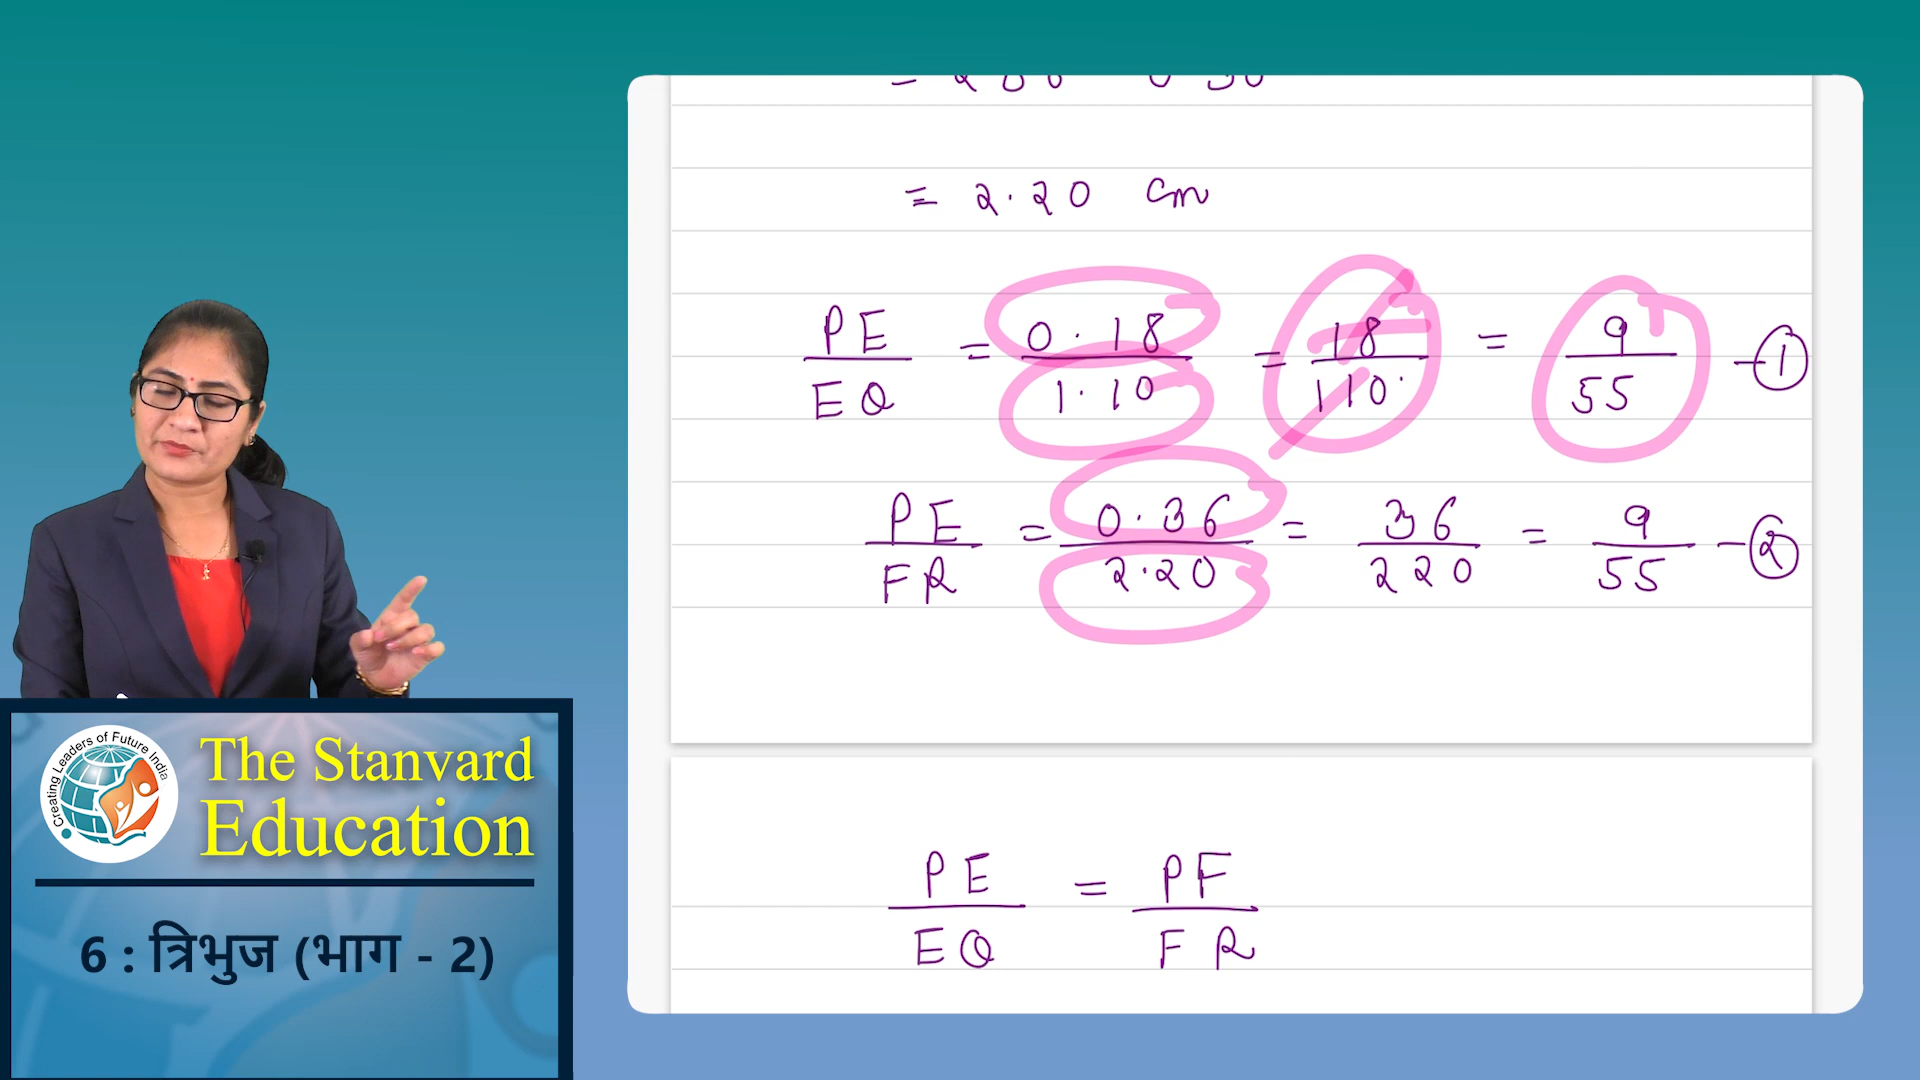 = 2.20 cm
PE/EQ = 0.18/1.10 = 18/110 = 9/55 -①
PE/FR = 0.36/2.20 = 36/220 = 9/55 -②
PE/EQ = PF/FR
Creating Leaders of Future India
The Stanvard
Education
6 : त्रिभुज (भाग - 2)